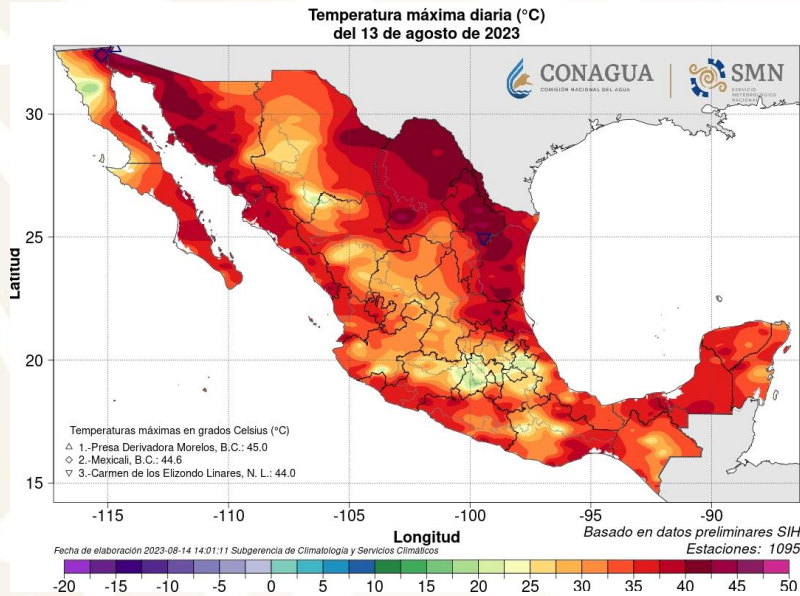 Temperatura máxima diaria (°C)
del 13 de agosto de 2023
CONAGUA
COMISIÓN NACIONAL DEL AGUA
SMN
SERVICIO
METEOROLÓGICO
NACIONAL
30
25
20
15
Latitud
Temperaturas máximas en grados Celsius (°C)
1.-Presa Derivadora Morelos, B.C.: 45.0
2.-Mexicali, B.C.: 44.6
3.-Carmen de los Elizondo Linares, N. L.: 44.0
-115 -110 -105 -100 -95 -90
Longitud
Basado en datos preliminares SIH
Fecha de elaboración 2023-08-14 14:01:11 Subgerencia de Climatología y Servicios Climáticos
Estaciones: 1095
-20 -15 -10 -5 0 5 10 15 20 25 30 35 40 45 50